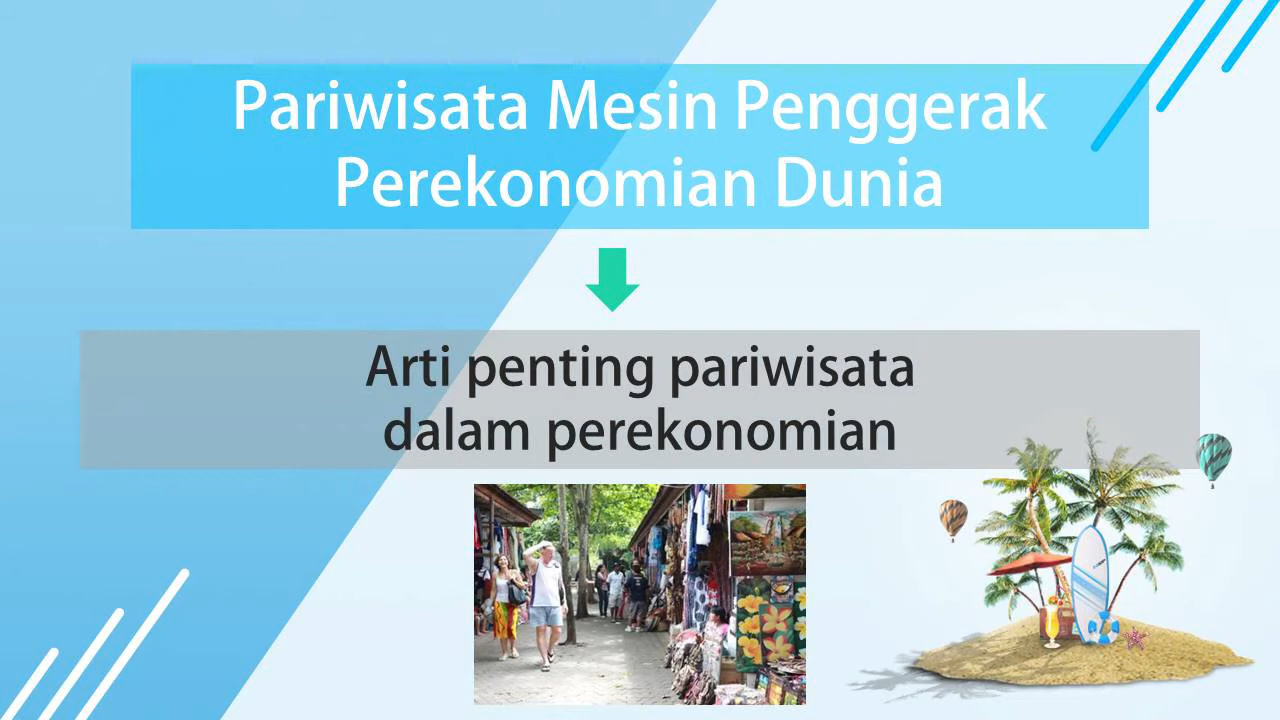 Pariwisata Mesin Penggerak
Perekonomian Dunia
Arti penting pariwisata
dalam perekonomian